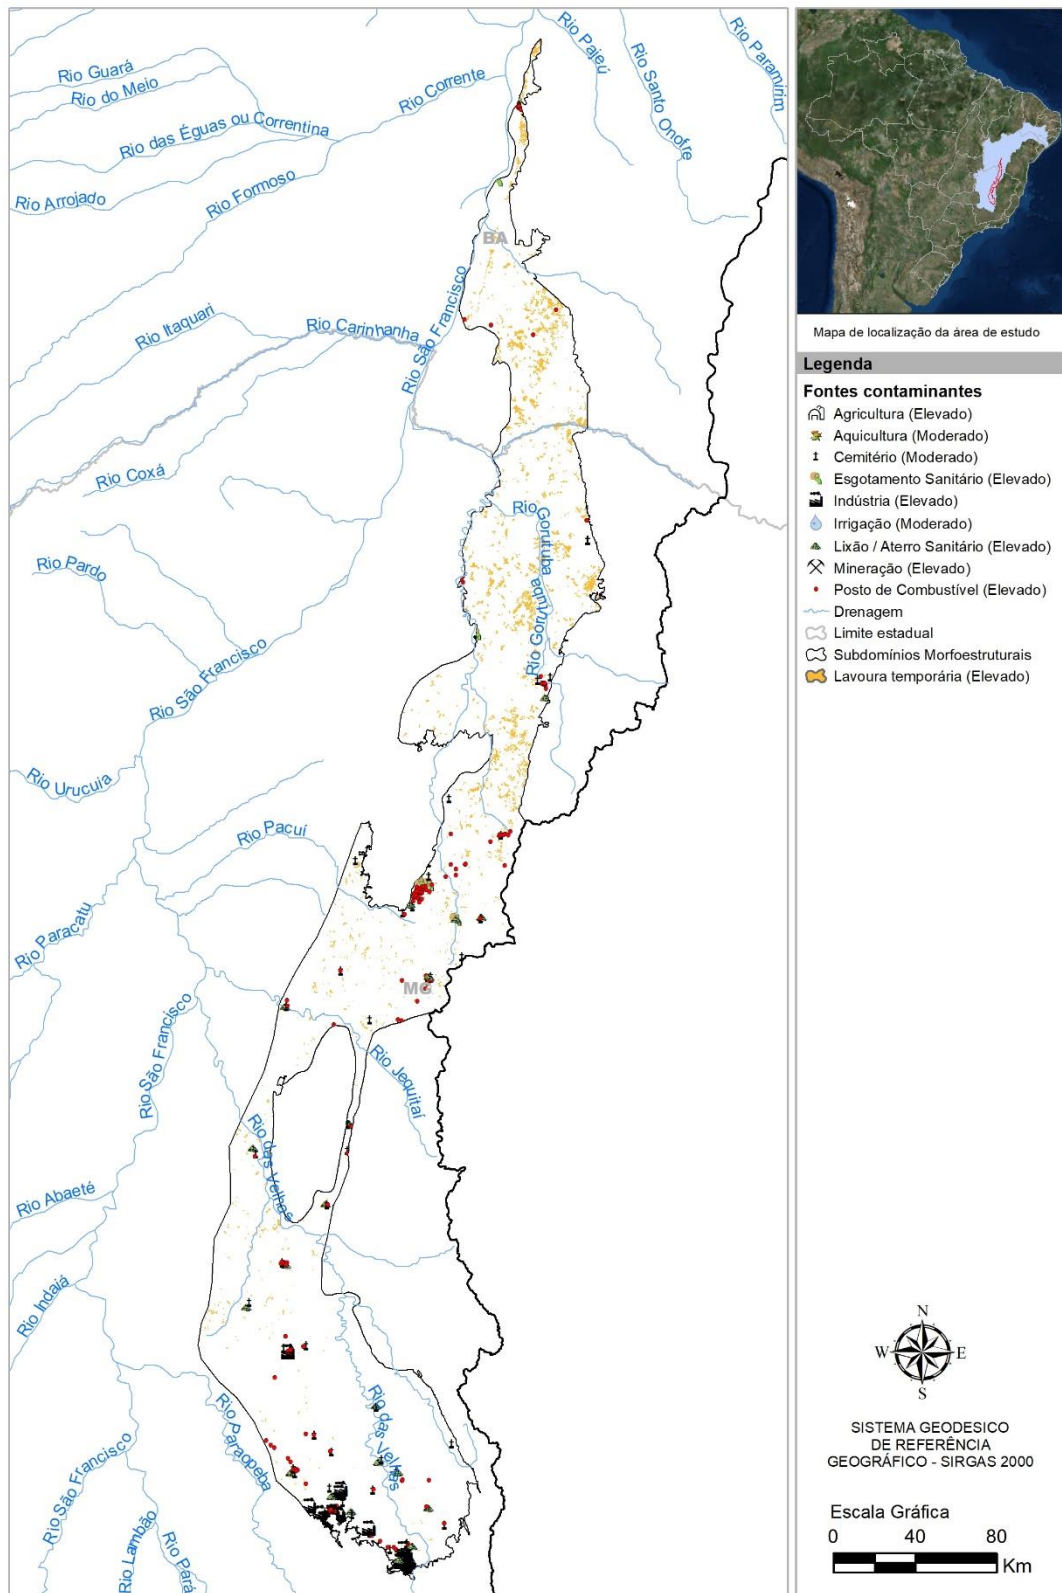 Rio Guará
Rio do Meio
Rio das Éguas ou Correntina
Rio Corrente
Rio Pajeú
Rio Santo Onofre
Rio Paramirim
Rio Arrojado
Rio Formoso
BA
Rio Itaquari
Rio Carinhanha
Rio São Francisco
Rio Coxá
Rio Gorutuba
Rio Gorutuba
Rio Pardo
Rio São Francisco
Rio Urucuia
Rio Pacuí
Rio Paracatu
MG
Rio São Francisco
Rio Jequitaí
Rio das Velhas
Rio Abaeté
Rio Indaiá
Rio das Velhas
Rio Paraopeba
Rio São Francisco
Rio Lambão
Rio Pará
Mapa de localização da área de estudo
Legenda
Fontes contaminantes
Agricultura (Elevado)
Aquicultura (Moderado)
Cemitério (Moderado)
Esgotamento Sanitário (Elevado)
Indústria (Elevado)
Irrigação (Moderado)
Lixão / Aterro Sanitário (Elevado)
Mineração (Elevado)
Posto de Combustível (Elevado)
Drenagem
Limite estadual
Subdomínios Morfoestruturais
Lavoura temporária (Elevado)
N
W E
S
SISTEMA GEODESICO
DE REFERÊNCIA
GEOGRÁFICO - SIRGAS 2000
Escala Gráfica
0 40 80
Km